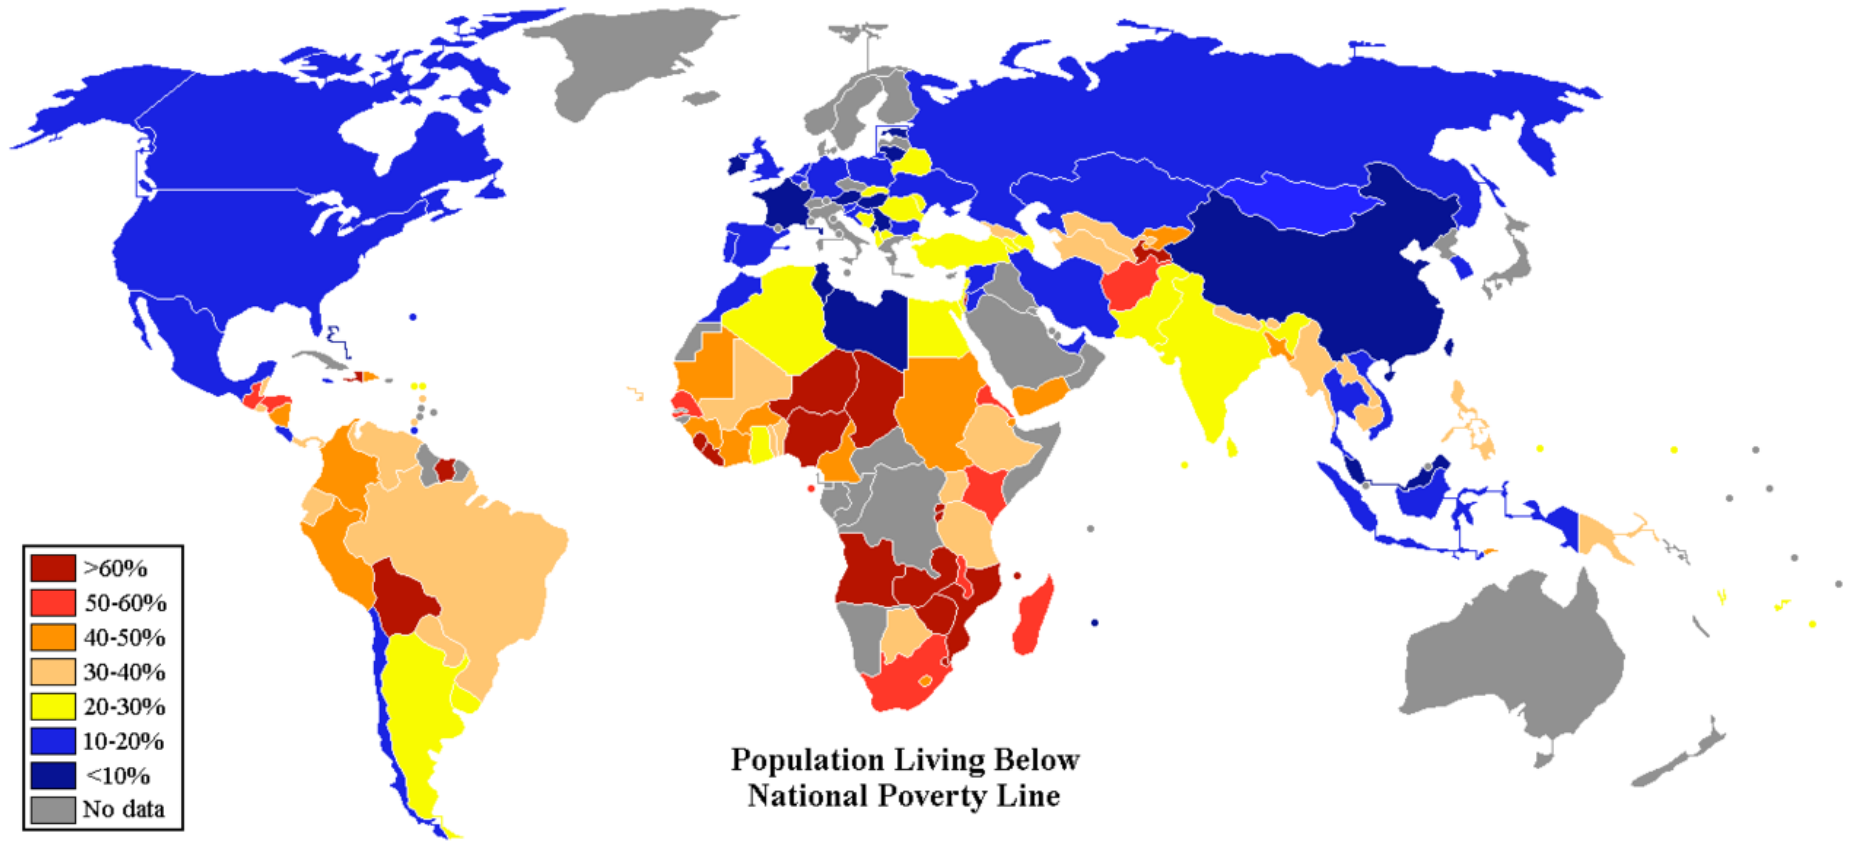 >60%
50-60%
40-50%
30-40%
20-30%
10-20%
<10%
No data
Population Living Below
National Poverty Line